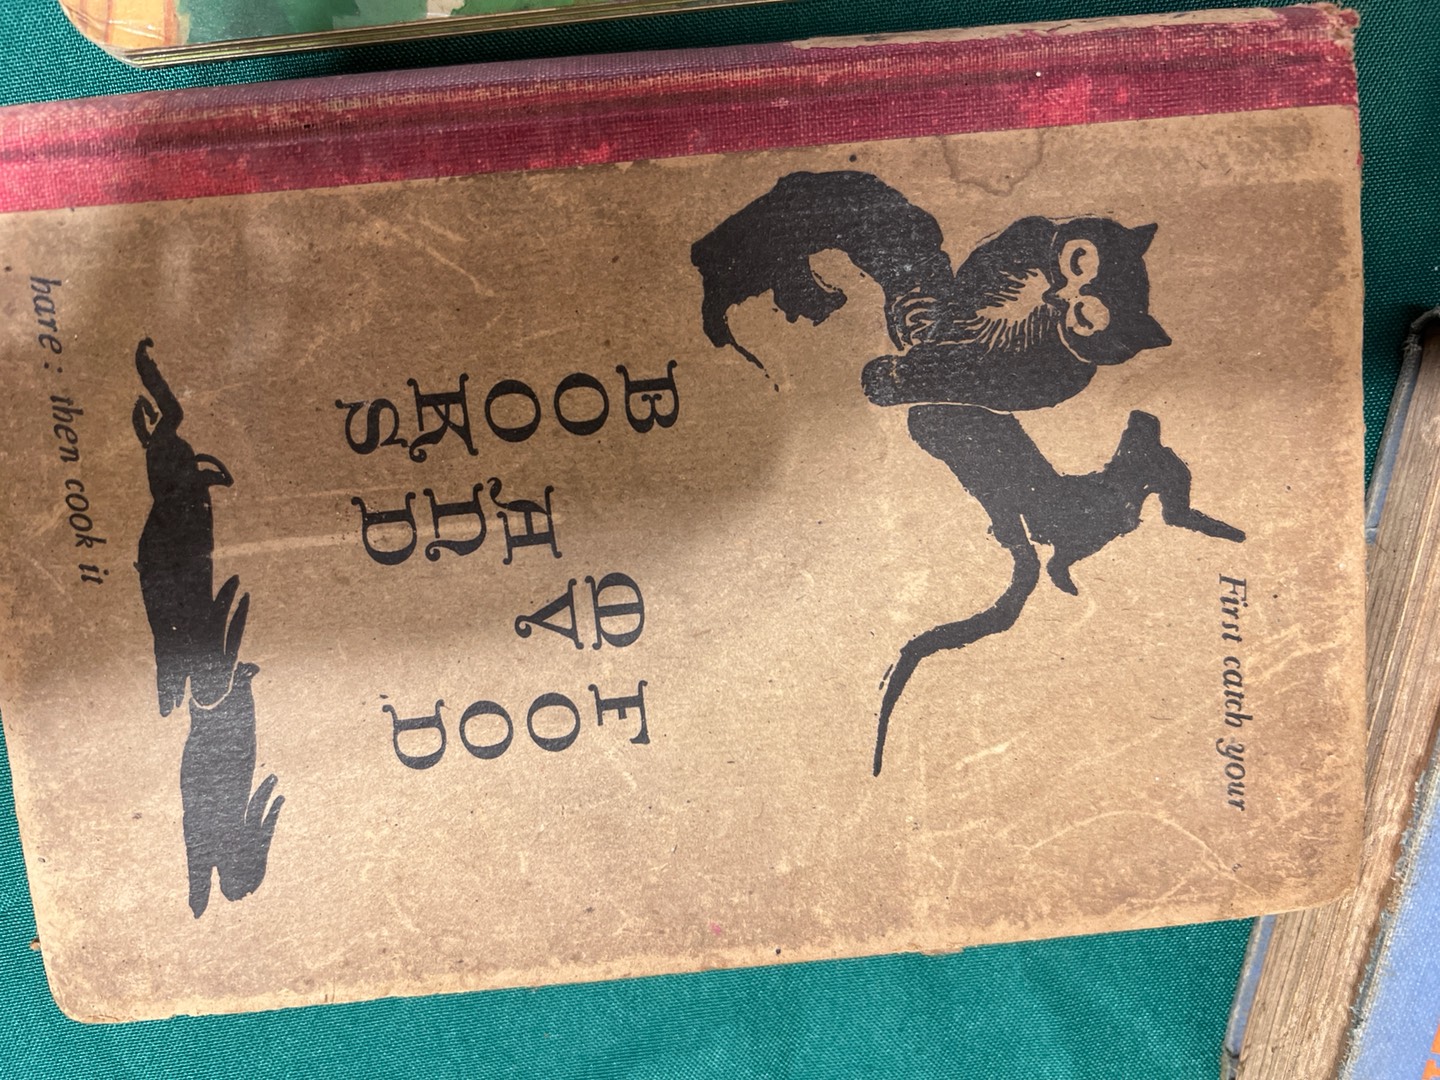 First catch your
BOOKS
AND
FOOD
hare : then cook it